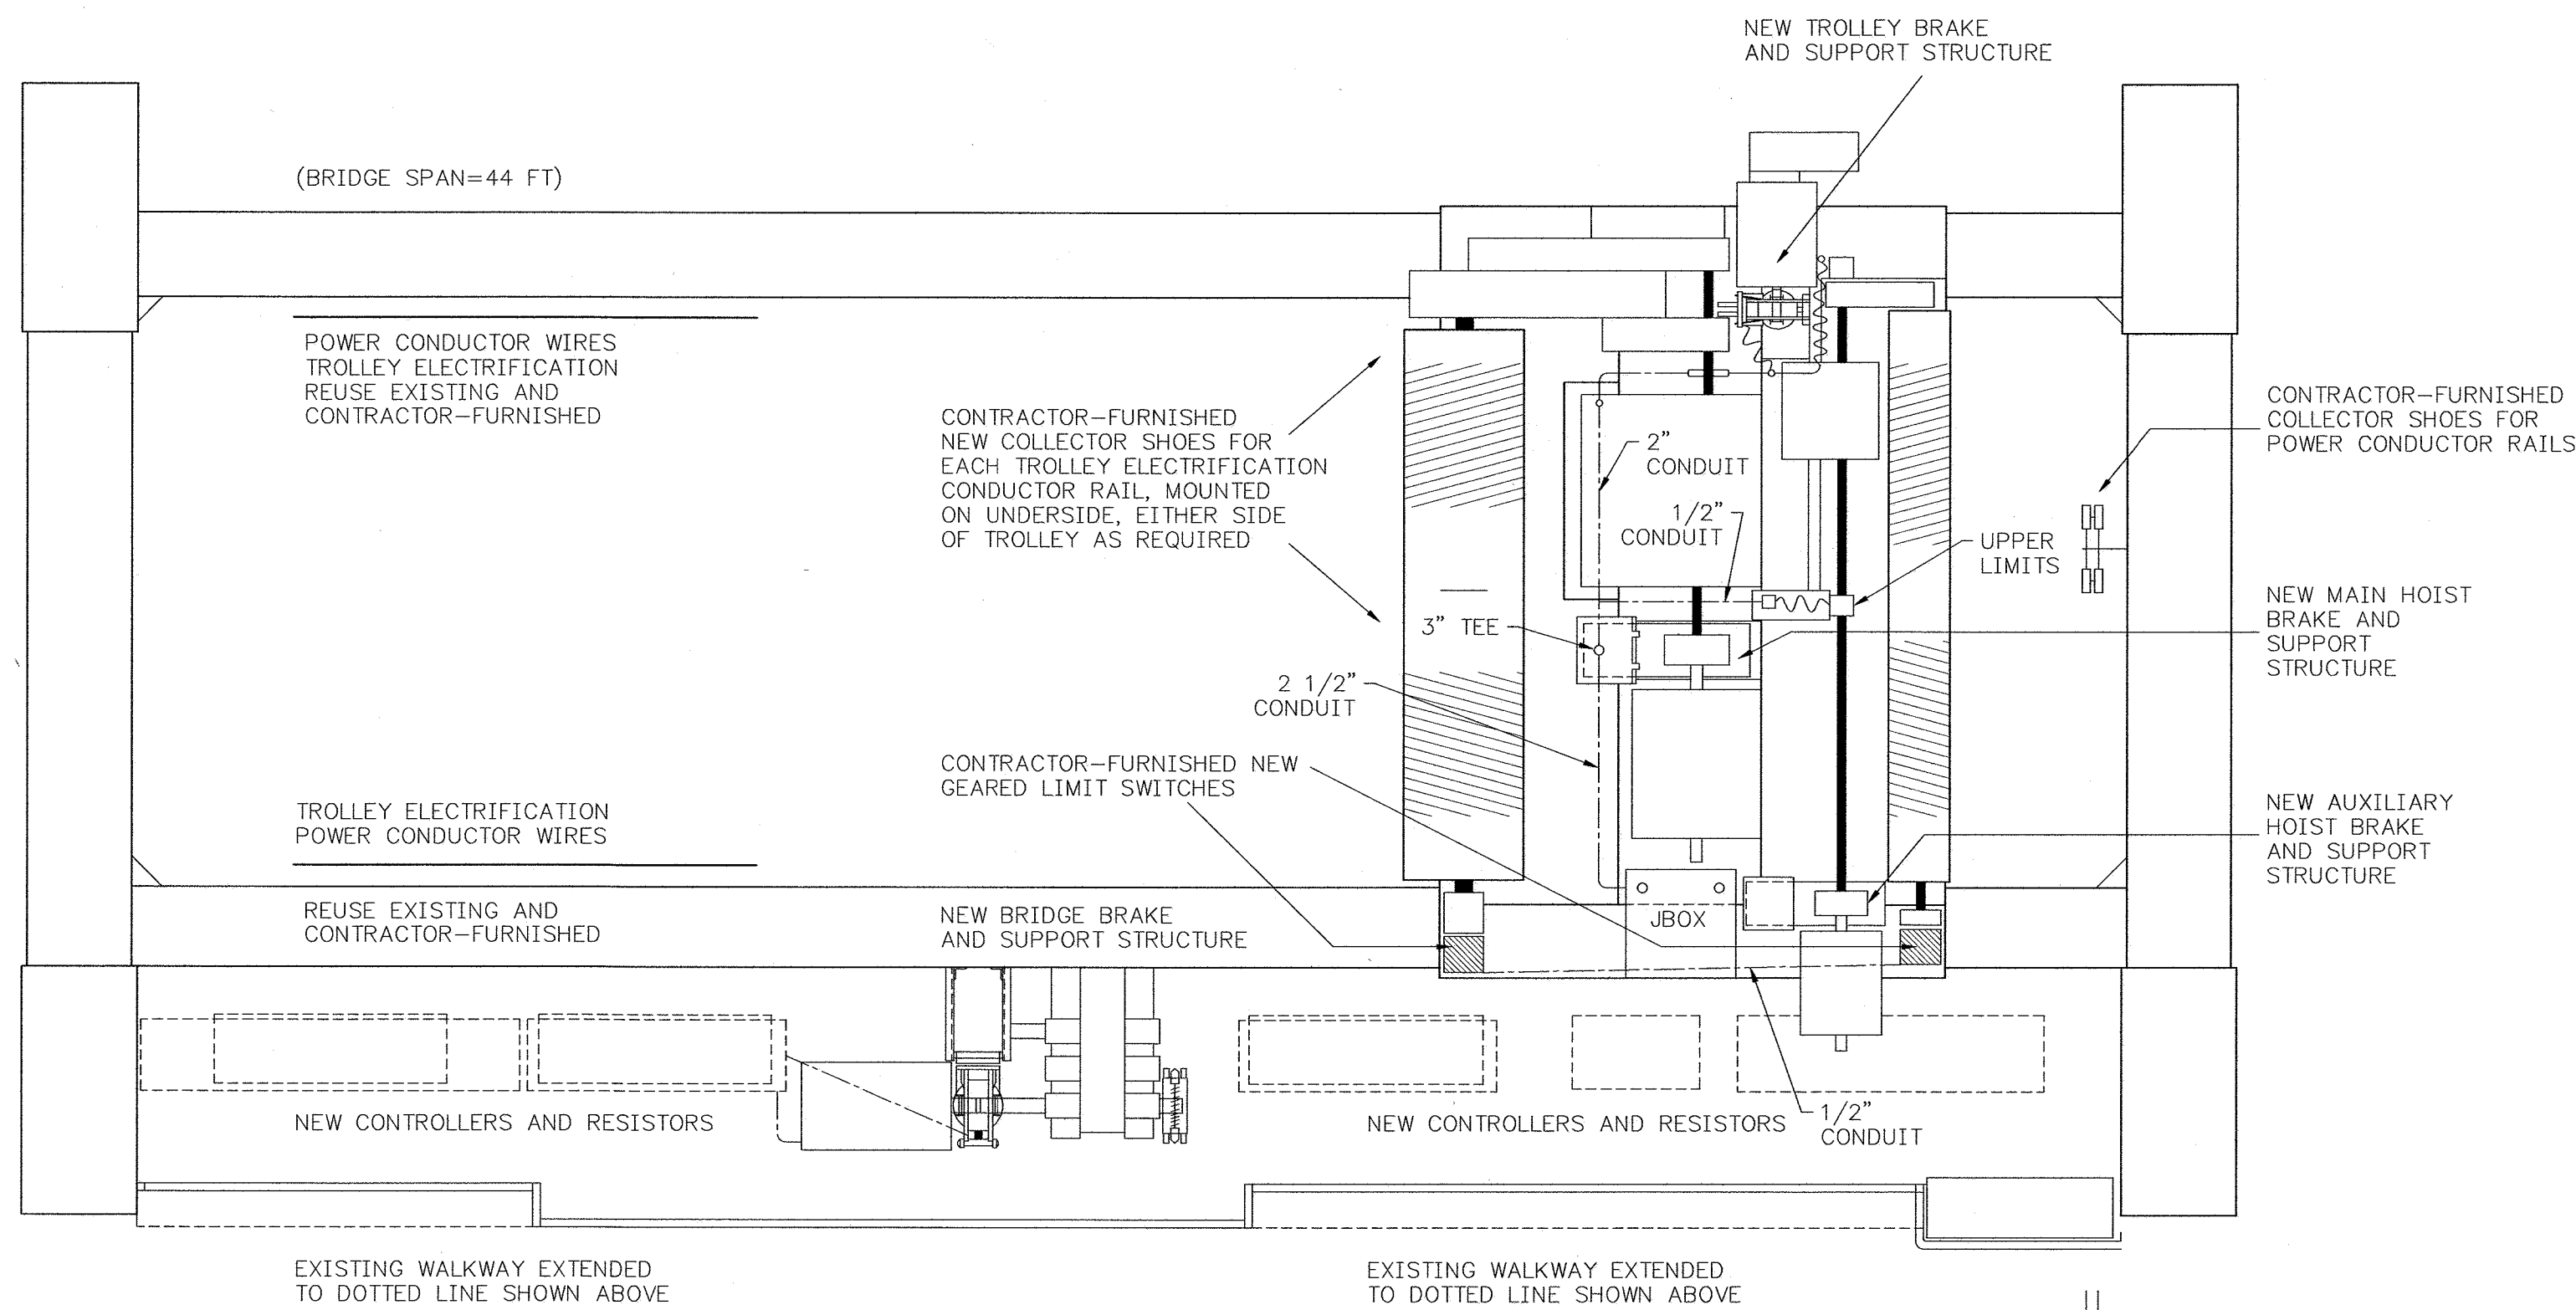 NEW TROLLEY BRAKE
AND SUPPORT STRUCTURE
(BRIDGE SPAN=44 FT)
POWER CONDUCTOR WIRES
TROLLEY ELECTRIFICATION
REUSE EXISTING AND
CONTRACTOR-FURNISHED
CONTRACTOR-FURNISHED
NEW COLLECTOR SHOES FOR
EACH TROLLEY ELECTRIFICATION
CONDUCTOR RAIL, MOUNTED
ON UNDERSIDE, EITHER SIDE
OF TROLLEY AS REQUIRED
2"
CONDUIT
1/2"
CONDUIT
CONTRACTOR-FURNISHED
COLLECTOR SHOES FOR
POWER CONDUCTOR RAILS
UPPER
LIMITS
NEW MAIN HOIST
BRAKE AND
SUPPORT
STRUCTURE
3" TEE
2 1/2"
CONDUIT
CONTRACTOR-FURNISHED NEW
GEARED LIMIT SWITCHES
TROLLEY ELECTRIFICATION
POWER CONDUCTOR WIRES
NEW AUXILIARY
HOIST BRAKE
AND SUPPORT
STRUCTURE
REUSE EXISTING AND
CONTRACTOR-FURNISHED
NEW BRIDGE BRAKE
AND SUPPORT STRUCTURE
JBOX
NEW CONTROLLERS AND RESISTORS
NEW CONTROLLERS AND RESISTORS
1/2"
CONDUIT
EXISTING WALKWAY EXTENDED
TO DOTTED LINE SHOWN ABOVE
EXISTING WALKWAY EXTENDED
TO DOTTED LINE SHOWN ABOVE